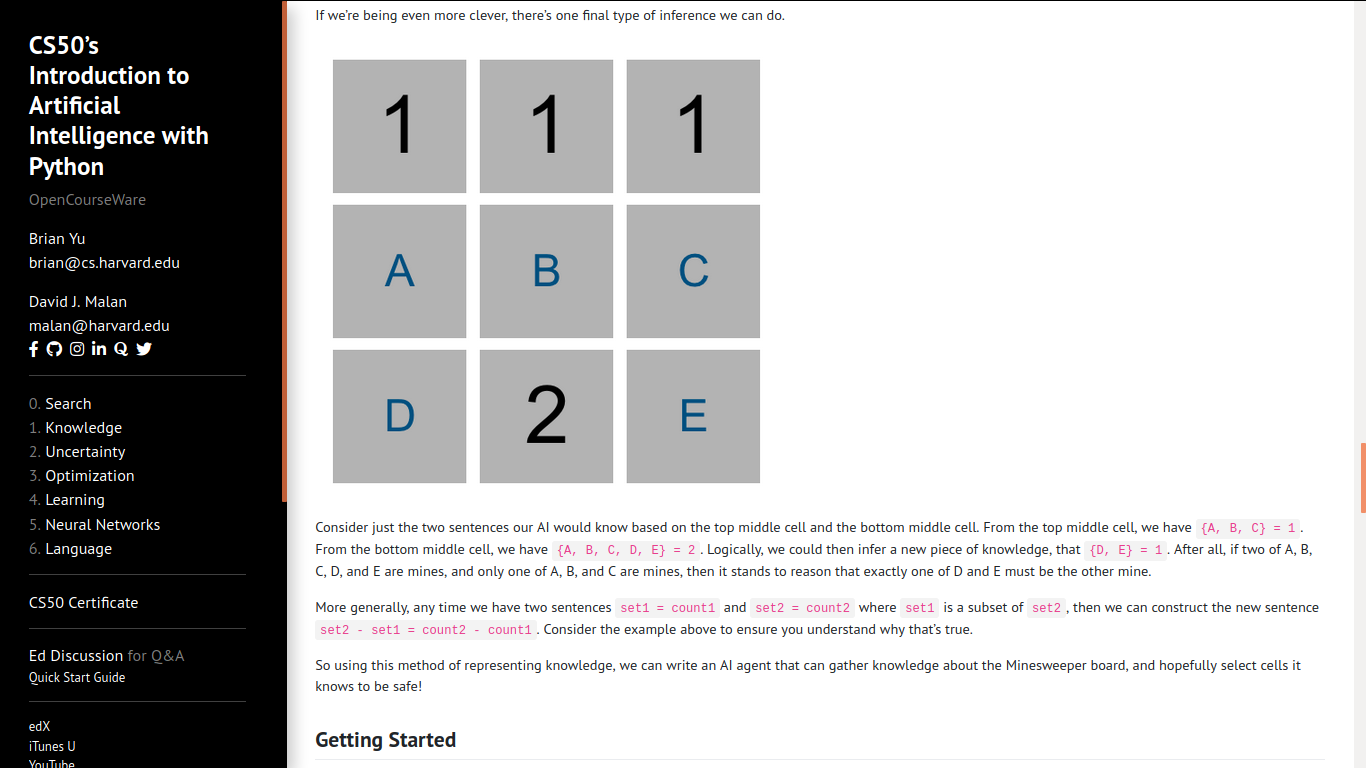 CS50’s
Introduction to
Artificial
Intelligence with
Python
OpenCourseWare
Brian Yu
brian@cs.harvard.edu
David J. Malan
malan@harvard.edu
0. Search
1. Knowledge
2. Uncertainty
3. Optimization
4. Learning
5. Neural Networks
6. Language
CS50 Certificate
Ed Discussion for Q&A
Quick Start Guide
edX
iTunes U
YouTube
If we’re being even more clever, there’s one final type of inference we can do.
1 1 1
A B C
D 2 E
Consider just the two sentences our AI would know based on the top middle cell and the bottom middle cell. From the top middle cell, we have {A, B, C} = 1.
From the bottom middle cell, we have {A, B, C, D, E} = 2. Logically, we could then infer a new piece of knowledge, that {D, E} = 1. After all, if two of A, B,
C, D, and E are mines, and only one of A, B, and C are mines, then it stands to reason that exactly one of D and E must be the other mine.
More generally, any time we have two sentences set1 = count1 and set2 = count2 where set1 is a subset of set2, then we can construct the new sentence
set2 - set1 = count2 - count1. Consider the example above to ensure you understand why that’s true.
So using this method of representing knowledge, we can write an AI agent that can gather knowledge about the Minesweeper board, and hopefully select cells it
knows to be safe!
Getting Started